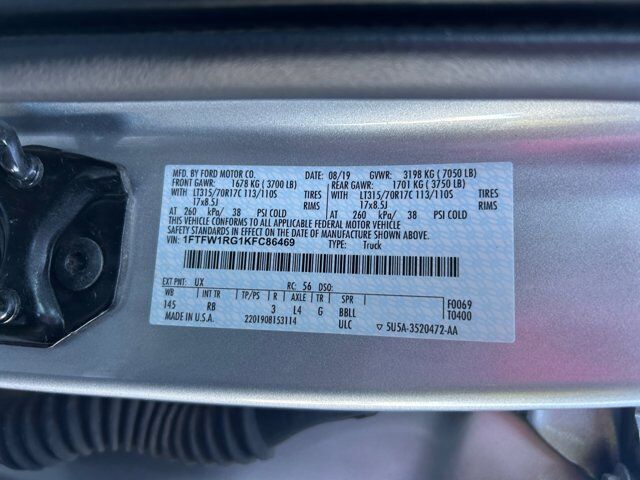 MFD. BY FORD MOTOR CO. DATE: 08/19 GVWR: 3198 KG ( 7050 LB)
FRONT GAWR: 1678 KG ( 3700 LB) REAR GAWR: 1701 KG ( 3750 LB)
WITH LT315/70R17C 113/110S TIRES WITH LT315/70R17C 113/110S TIRES
17x8.5J RIMS 17x8.5J RIMS
AT 260 kPa/ 38 PSI COLD AT 260 kPa/ 38 PSI COLD
THIS VEHICLE CONFORMS TO ALL APPLICABLE FEDERAL MOTOR VEHICLE
SAFETY STANDARDS IN EFFECT ON THE DATE OF MANUFACTURE SHOWN ABOVE.
VIN: 1FTFW1RG1KFC86469 TYPE: Truck
EXT PNT: UX RC: 56 DSO:
WB INT TR TP/PS R AXLE TR SPR F0069
145 RB 3 L4 G BBLL T0400
MADE IN U.S.A. 2201908153114 ULC ▽ 5U5A-3520472-AA